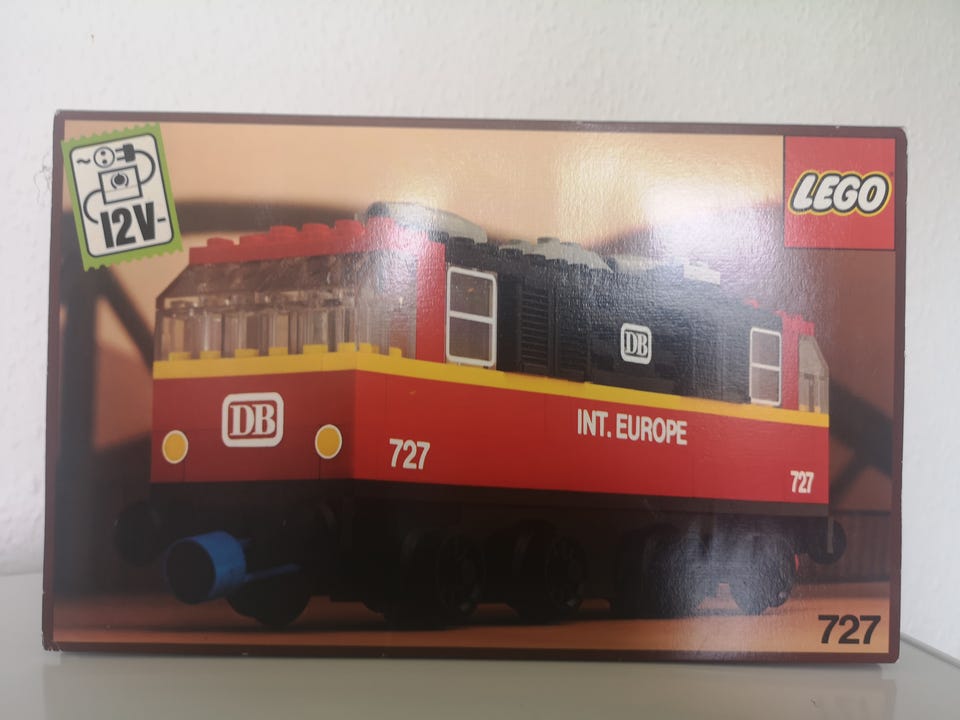 12V-
LEGO
DB
DB
INT. EUROPE
727
727
727